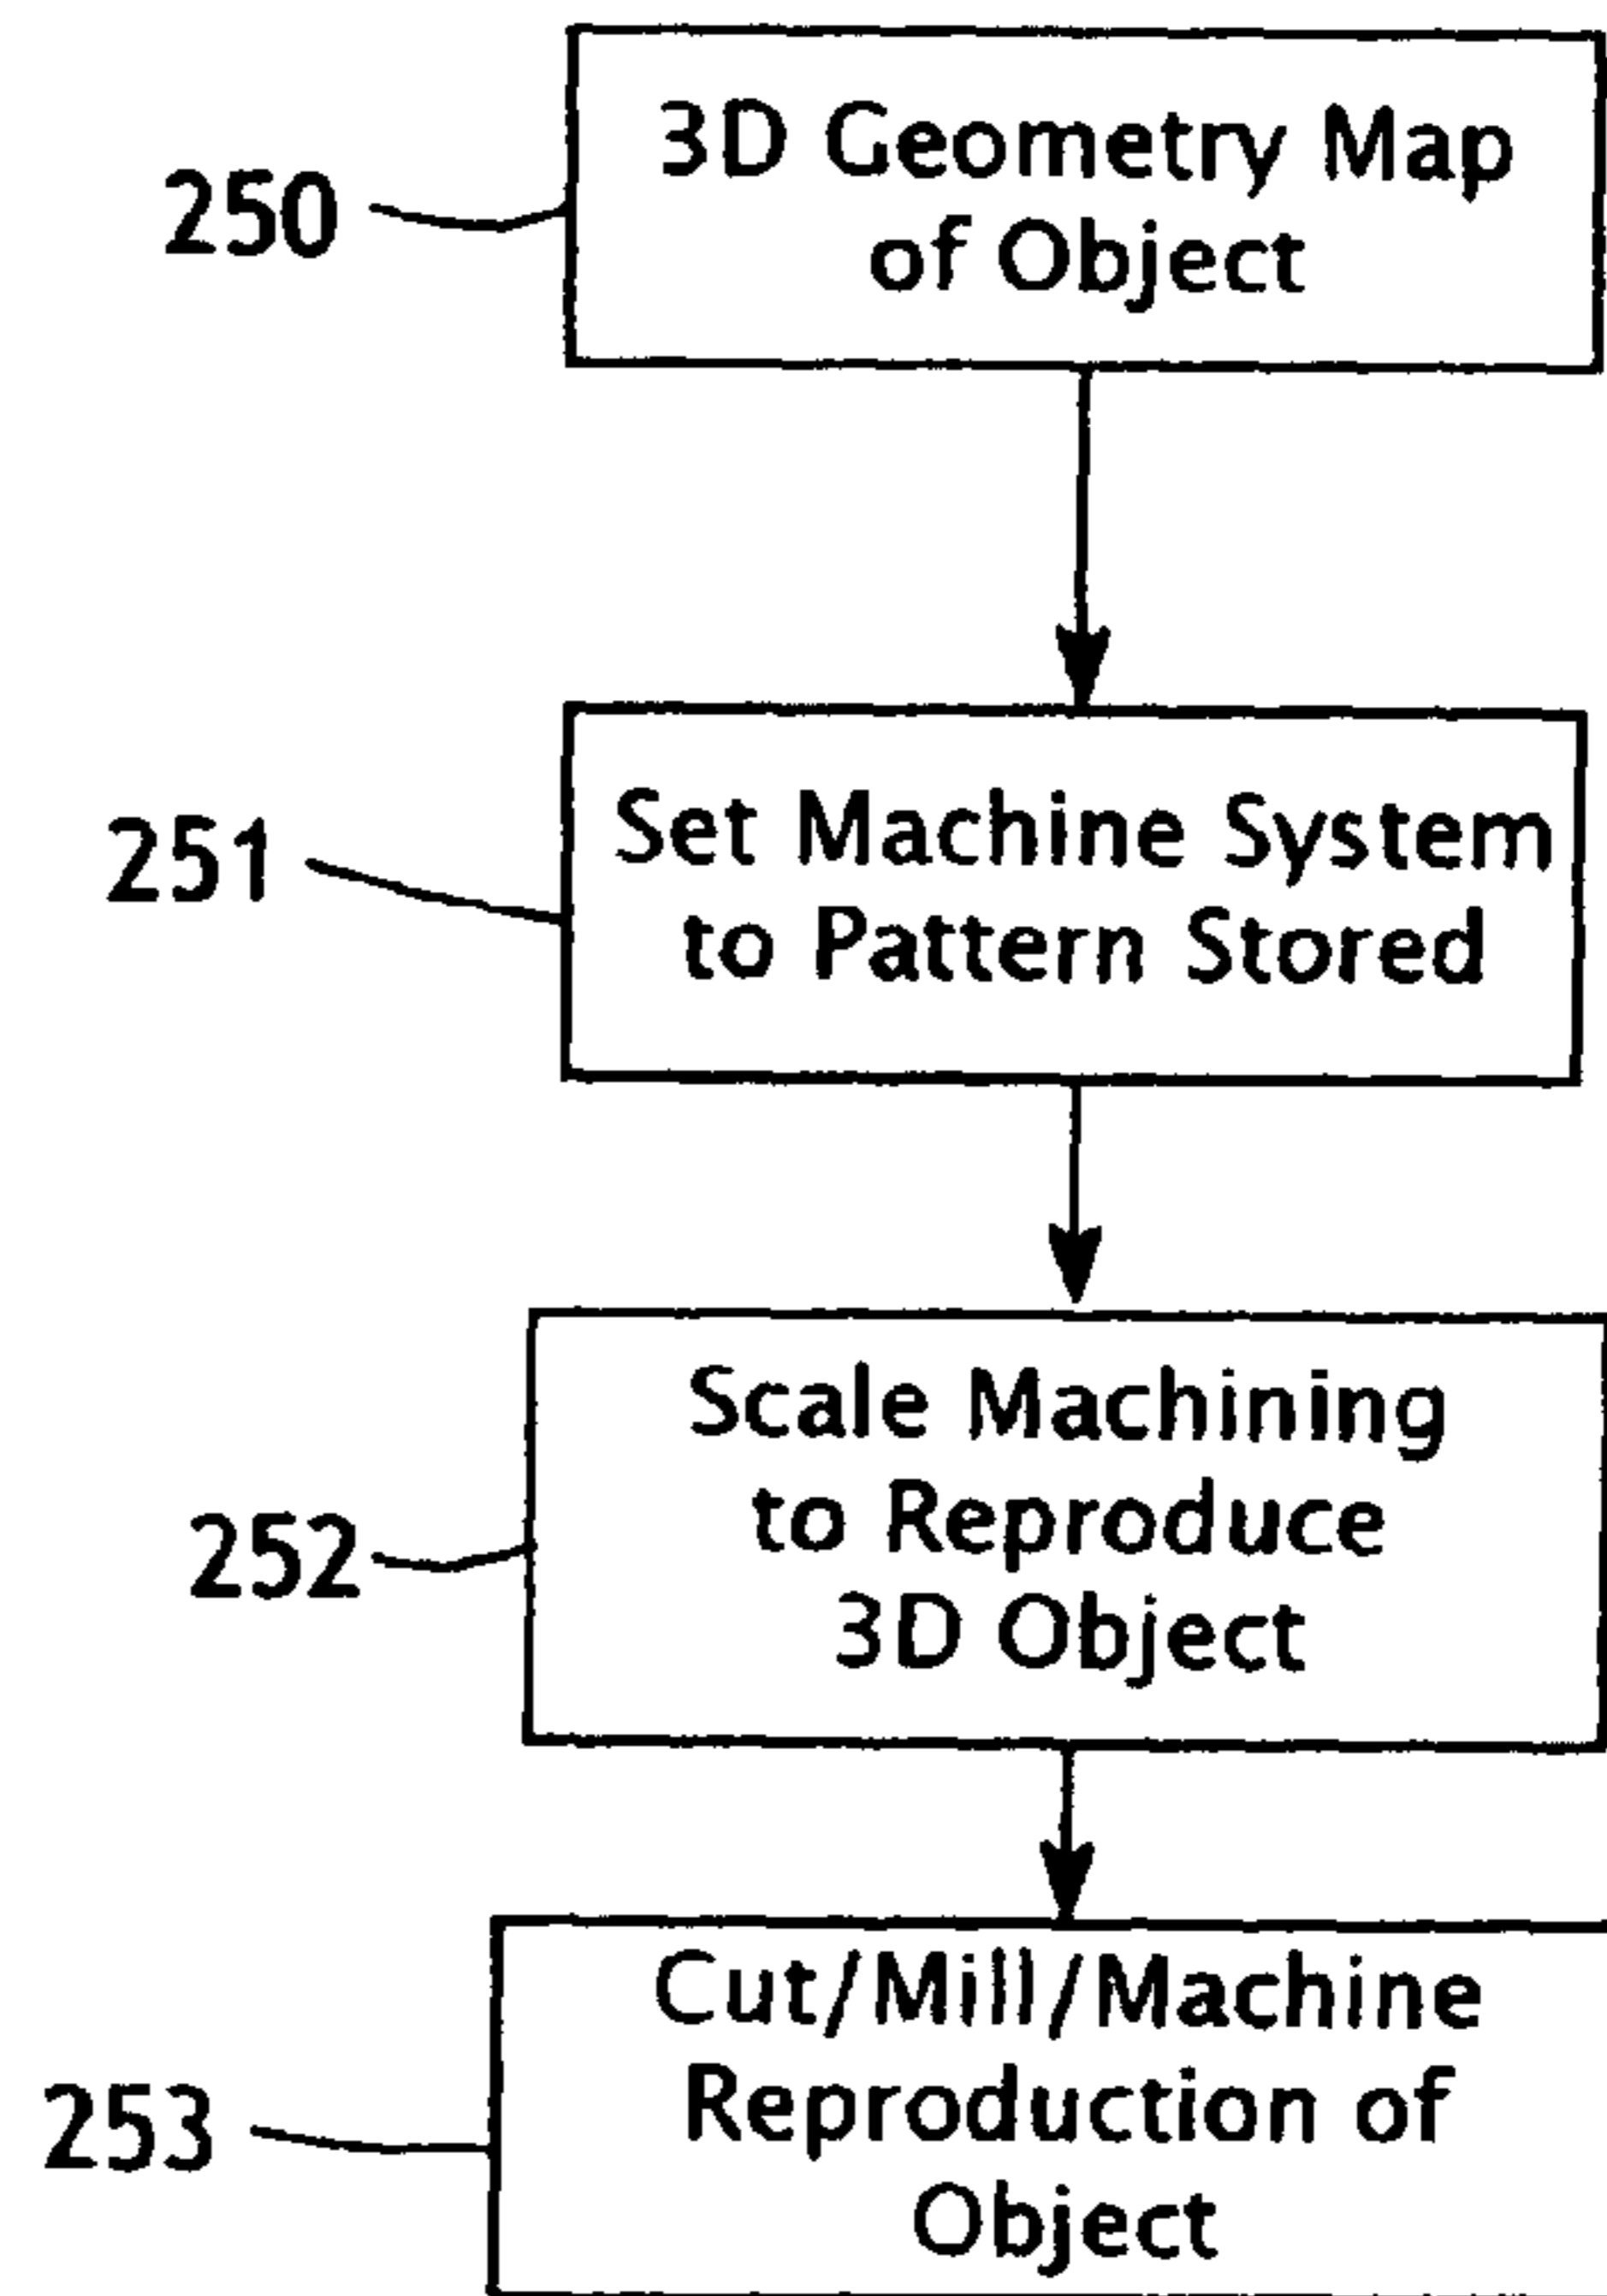 3D Geometry Map
of Object
250
Set Machine System
to Pattern Stored
251
Scale Machining
to Reproduce
3D Object
252
Cut/Mill/Machine
Reproduction of
Object
253